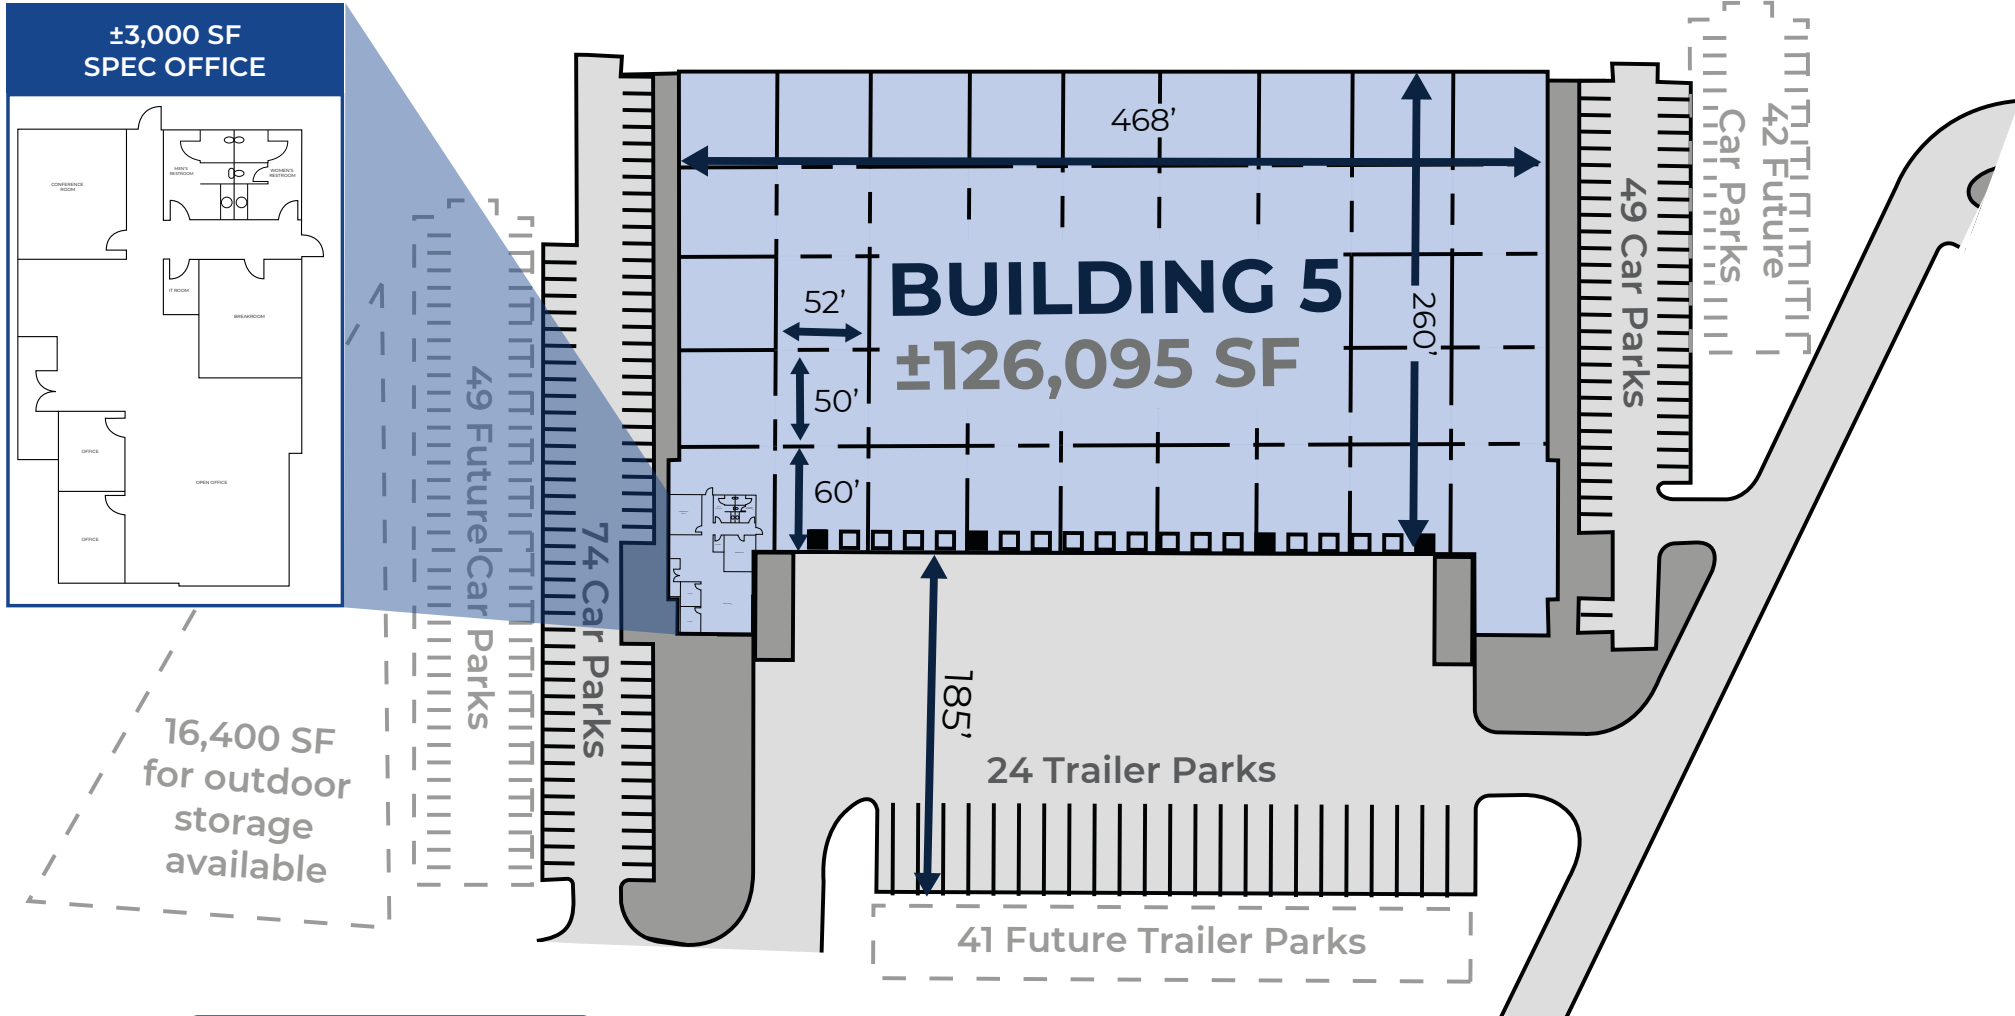 ±3,000 SF
SPEC OFFICE
CONFERENCE
ROOM
MEN'S
RESTROOM
WOMEN'S
RESTROOM
IT ROOM
BREAKROOM
OFFICE
OPEN OFFICE
OFFICE
468'
BUILDING 5
±126,095 SF
52'
50'
60'
260'
185'
49 Future Car Parks
74 Car Parks
49 Car Parks
42 Future
Car Parks
16,400 SF
for outdoor
storage
available
24 Trailer Parks
41 Future Trailer Parks